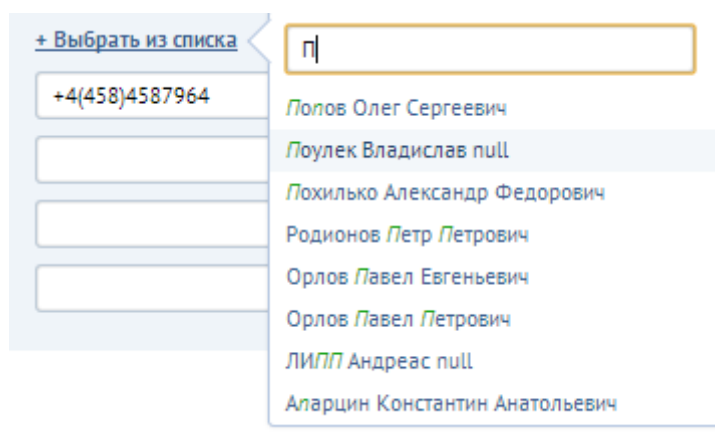 + Выбрать из списка
П
+4(458)4587964
Попов Олег Сергеевич
Поулек Владислав null
Похилько Александр Федорович
Родионов Петр Петрович
Орлов Павел Евгеньевич
Орлов Павел Петрович
ЛИПП Андреас null
Апарцин Константин Анатольевич